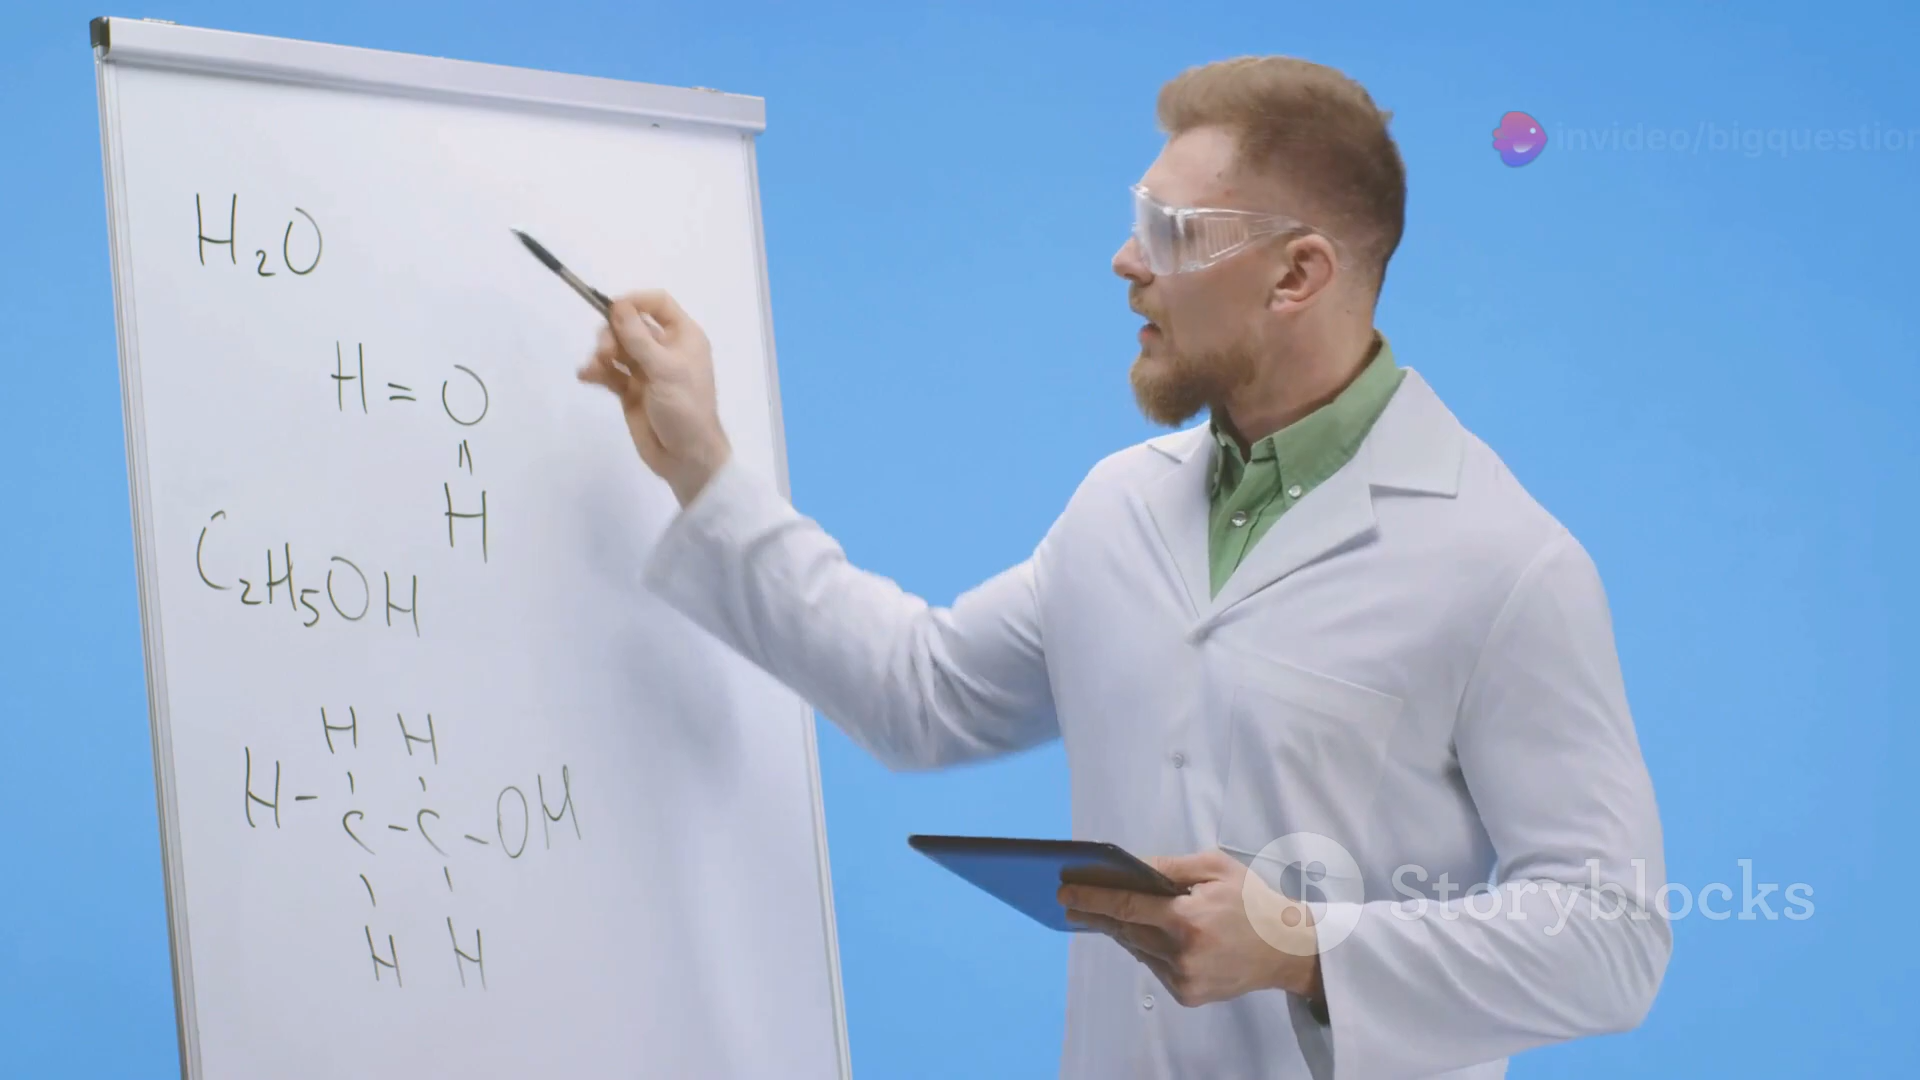 H₂O
H = O
=
H
C₂H₅OH
H H
H - C - C - OH
H H
invideo/bigquestion
Storyblocks